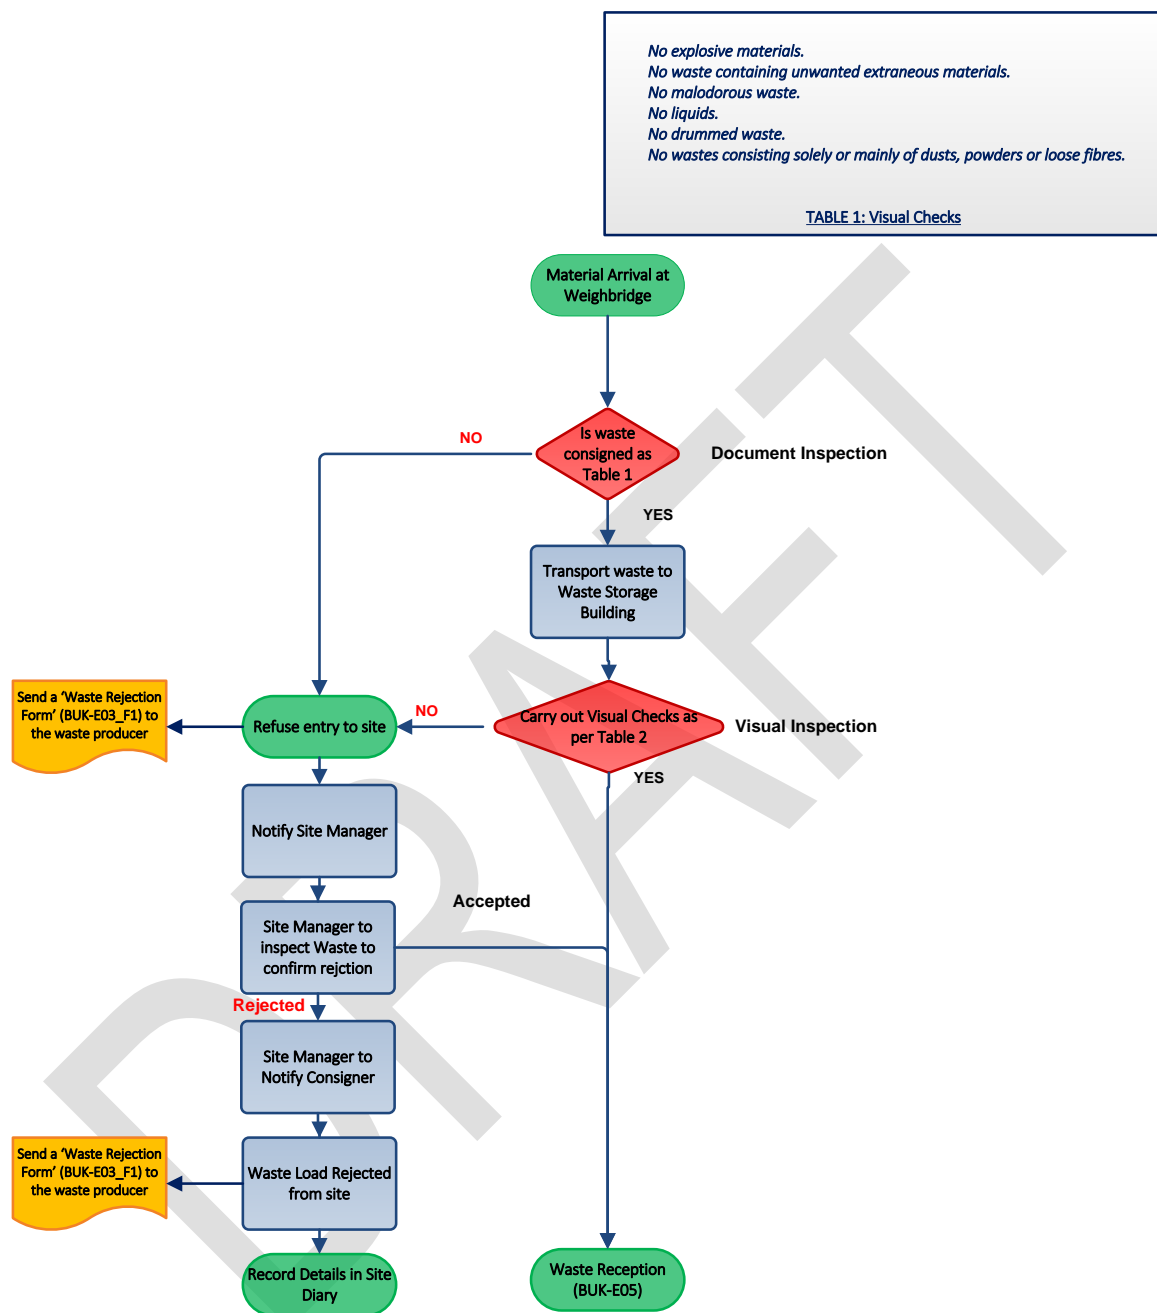 No explosive materials.
No waste containing unwanted extraneous materials.
No malodorous waste.
No liquids.
No drummed waste.
No wastes consisting solely or mainly of dusts, powders or loose fibres.
TABLE 1: Visual Checks
Material Arrival at
Weighbridge
NO
Is waste
consigned as
Table 1
Document Inspection
YES
Transport waste to
Waste Storage
Building
Send a ‘Waste Rejection
Form’ (BUK-E03_F1) to
the waste producer
Refuse entry to site
NO
Carry out Visual Checks as
per Table 2
Visual Inspection
YES
Notify Site Manager
Accepted
Site Manager to
inspect Waste to
confirm rejction
Rejected
Site Manager to
Notify Consigner
Send a ‘Waste Rejection
Form’ (BUK-E03_F1) to
the waste producer
Waste Load Rejected
from site
Record Details in Site
Diary
Waste Reception
(BUK-E05)
DRAFT